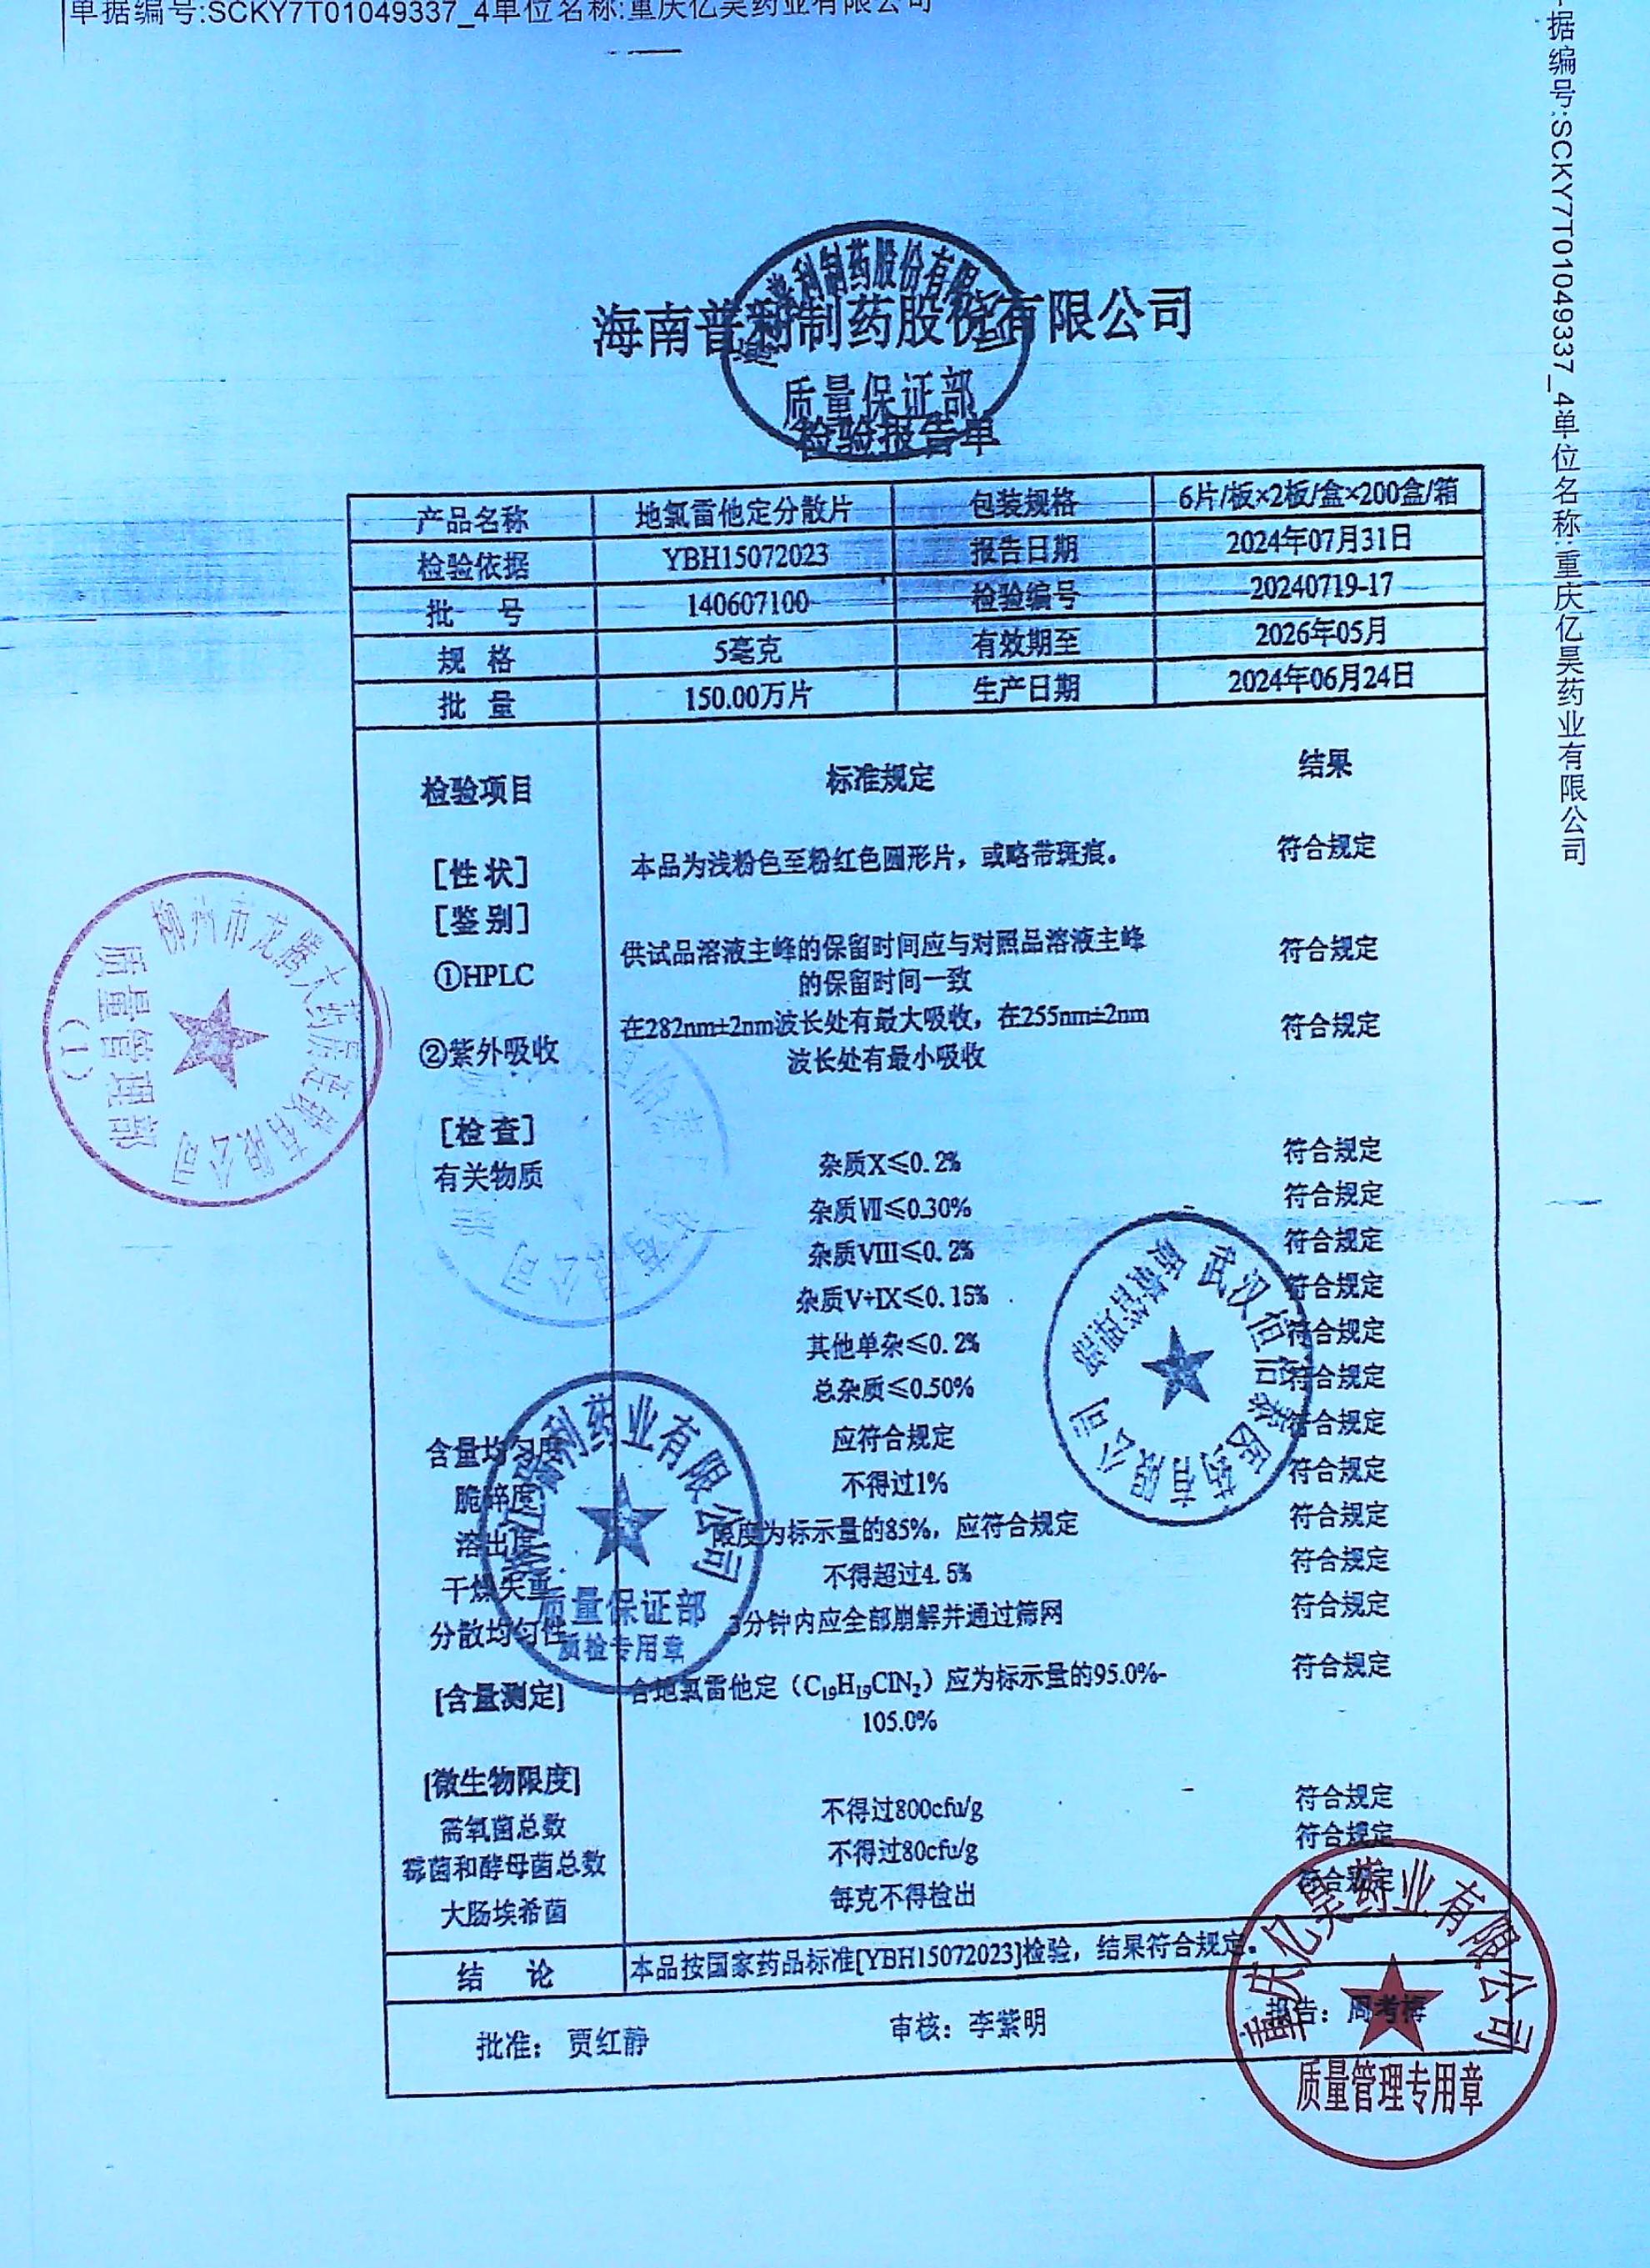 单据编号:SCKY7T01049337_4单位名称:重庆亿昊药业有限公司
据编号:SCKY7T01049337_4单位名称:重庆亿昊药业有限公司
海南普利制药股份有限公司
质量保证部
检验报告单
产品名称 地氯雷他定分散片 包装规格 6片/板×2板/盒×200盒/箱
检验依据 YBH15072023 报告日期 2024年07月31日
批 号 140607100 检验编号 20240719-17
规 格 5毫克 有效期至 2026年05月
批 量 150.00万片 生产日期 2024年06月24日
检验项目 标准规定 结果
[性状] 本品为浅粉色至粉红色圆形片，或略带斑痕。 符合规定
[鉴别]
①HPLC 供试品溶液主峰的保留时间应与对照品溶液主峰 符合规定
的保留时间一致
②紫外吸收 在282nm±2nm波长处有最大吸收，在255nm±2nm 符合规定
波长处有最小吸收
[检查]
有关物质 杂质X≤0.2% 符合规定
杂质Ⅶ≤0.30% 符合规定
杂质VIII≤0.2% 符合规定
杂质V+IX≤0.15% 符合规定
其他单杂≤0.2% 符合规定
总杂质≤0.50% 符合规定
含量均匀度 应符合规定 符合规定
脆碎度 不得过1% 符合规定
溶出度 限度为标示量的85%，应符合规定 符合规定
干燥失重 不得超过4.5% 符合规定
分散均匀性 3分钟内应全部崩解并通过筛网 符合规定
[含量测定] 含地氯雷他定（C₁₉H₁₉ClN₂）应为标示量的95.0%- 符合规定
105.0%
[微生物限度]
需氧菌总数 不得过800cfu/g 符合规定
霉菌和酵母菌总数 不得过80cfu/g 符合规定
大肠埃希菌 每克不得检出 符合规定
结 论 本品按国家药品标准[YBH15072023]检验，结果符合规定。
批准： 贾红静 审核：李紫明 报告：周考梅
柳州市龙腾大药房连锁有限公司
质量管理部
(1)
武汉恒信泰医药有限公司
质量管理部
药业有限公司
质量保证部
质检专用章
重庆亿昊药业有限公司
质量管理专用章